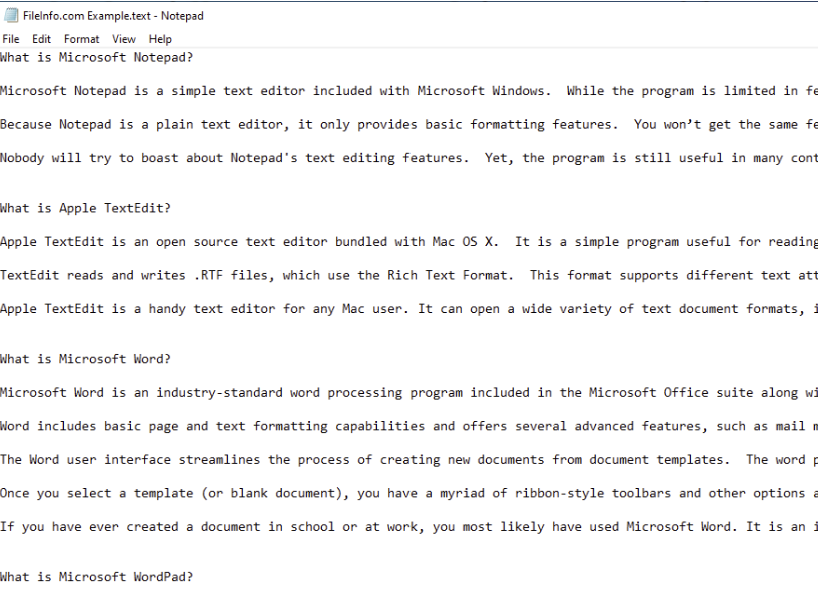 FileInfo.com Example.text - Notepad
File Edit Format View Help
What is Microsoft Notepad?
Microsoft Notepad is a simple text editor included with Microsoft Windows.  While the program is limited in fe
Because Notepad is a plain text editor, it only provides basic formatting features.  You won’t get the same fe
Nobody will try to boast about Notepad's text editing features.  Yet, the program is still useful in many cont
What is Apple TextEdit?
Apple TextEdit is an open source text editor bundled with Mac OS X.  It is a simple program useful for reading
TextEdit reads and writes .RTF files, which use the Rich Text Format.  This format supports different text att
Apple TextEdit is a handy text editor for any Mac user. It can open a wide variety of text document formats, i
What is Microsoft Word?
Microsoft Word is an industry-standard word processing program included in the Microsoft Office suite along wi
Word includes basic page and text formatting capabilities and offers several advanced features, such as mail m
The Word user interface streamlines the process of creating new documents from document templates.  The word p
Once you select a template (or blank document), you have a myriad of ribbon-style toolbars and other options a
If you have ever created a document in school or at work, you most likely have used Microsoft Word. It is an i
What is Microsoft WordPad?